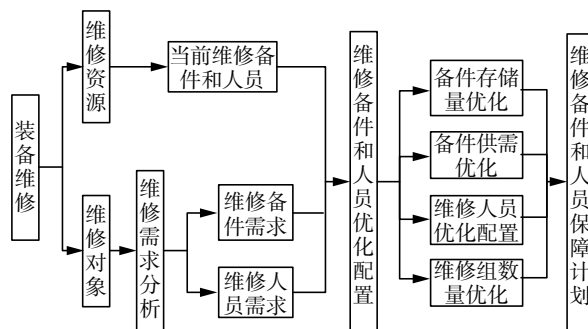 装备维修
维修资源
当前维修备
件和人员
维修对象
维修需求分析
维修备
件需求
维修人
员需求
维修备件和人员优化配置
备件存储
量优化
备件供需
优化
维修人员
优化配置
维修组数
量优化
维修备件和人员保障计划